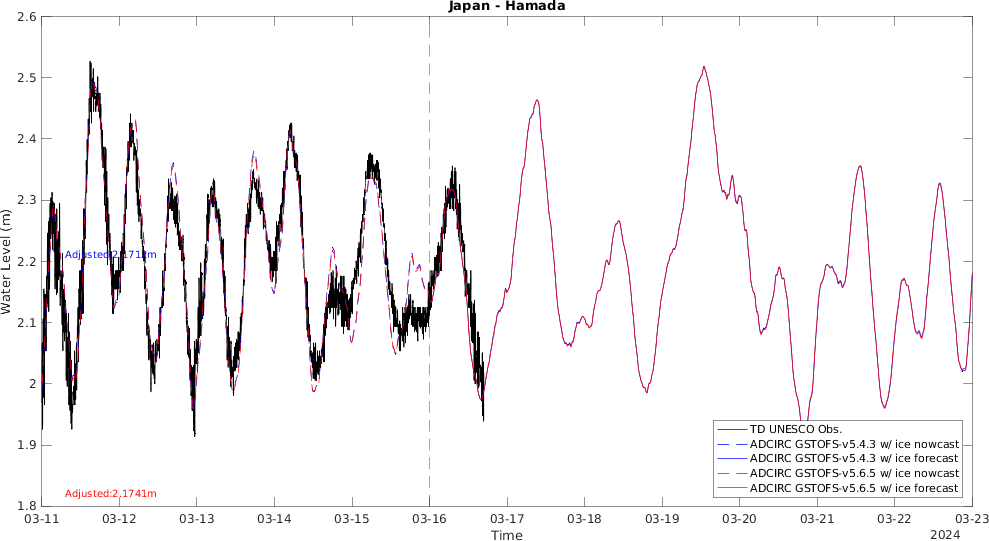 Japan - Hamada
2.6
2.5
2.4
2.3
2.2
2.1
2
1.9
1.8
Water Level (m)
Adjusted:2.1717m
Adjusted:2.1741m
TD UNESCO Obs.
ADCIRC GSTOFS-v5.4.3 w/ ice nowcast
ADCIRC GSTOFS-v5.4.3 w/ ice forecast
ADCIRC GSTOFS-v5.6.5 w/ ice nowcast
ADCIRC GSTOFS-v5.6.5 w/ ice forecast
03-11 03-12 03-13 03-14 03-15 03-16 03-17 03-18 03-19 03-20 03-21 03-22 03-23
Time
2024